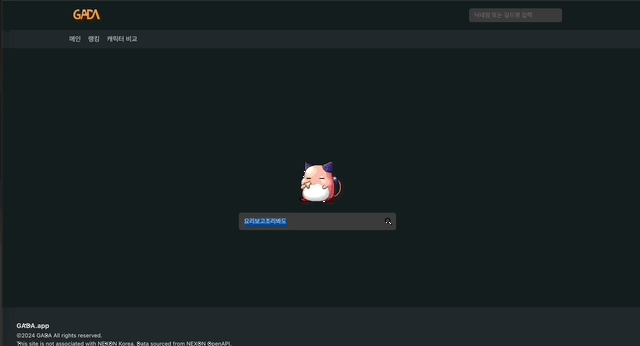 GADA
닉네임 또는 길드명 입력
메인 랭킹 캐릭터 비교
요리보고조리봐도
GADA.app
©2024 GADA All rights reserved.
This site is not associated with NEXON Korea. Data sourced from NEXON OpenAPI.